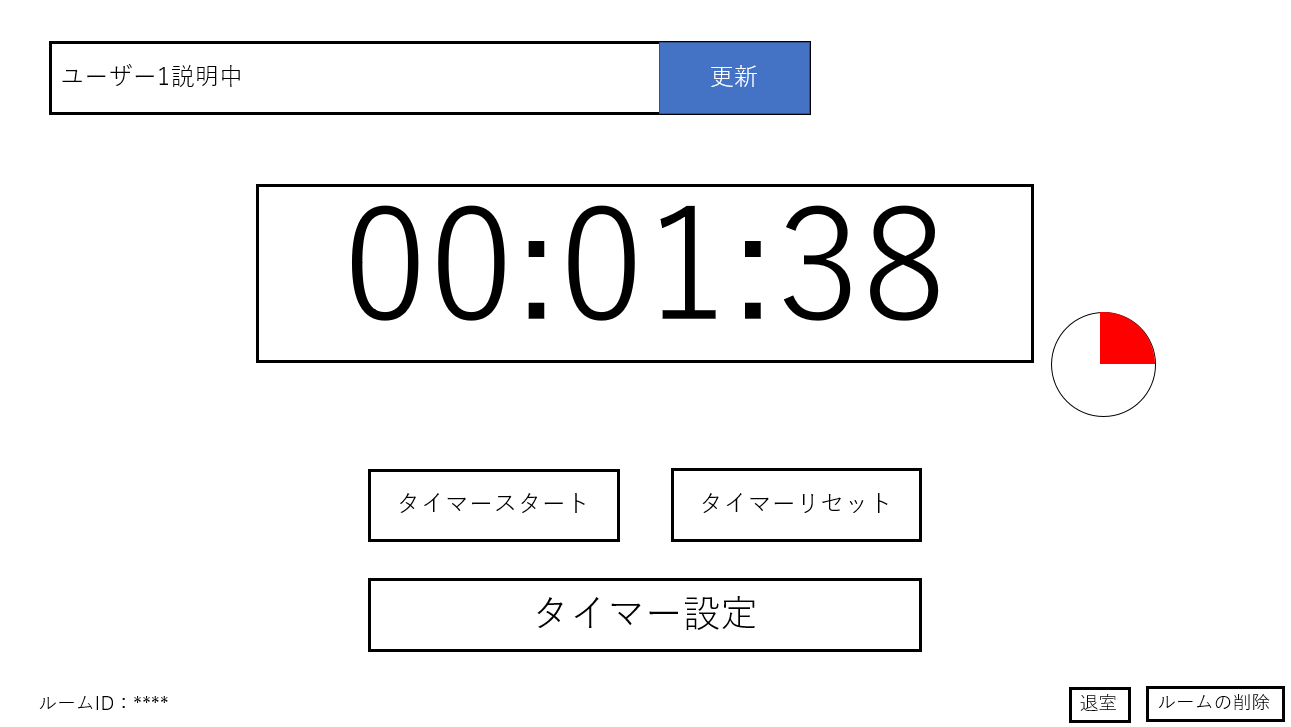 ユーザー1説明中
更新
00:01:38
タイマースタート
タイマーリセット
タイマー設定
ルームID：****
退室
ルームの削除